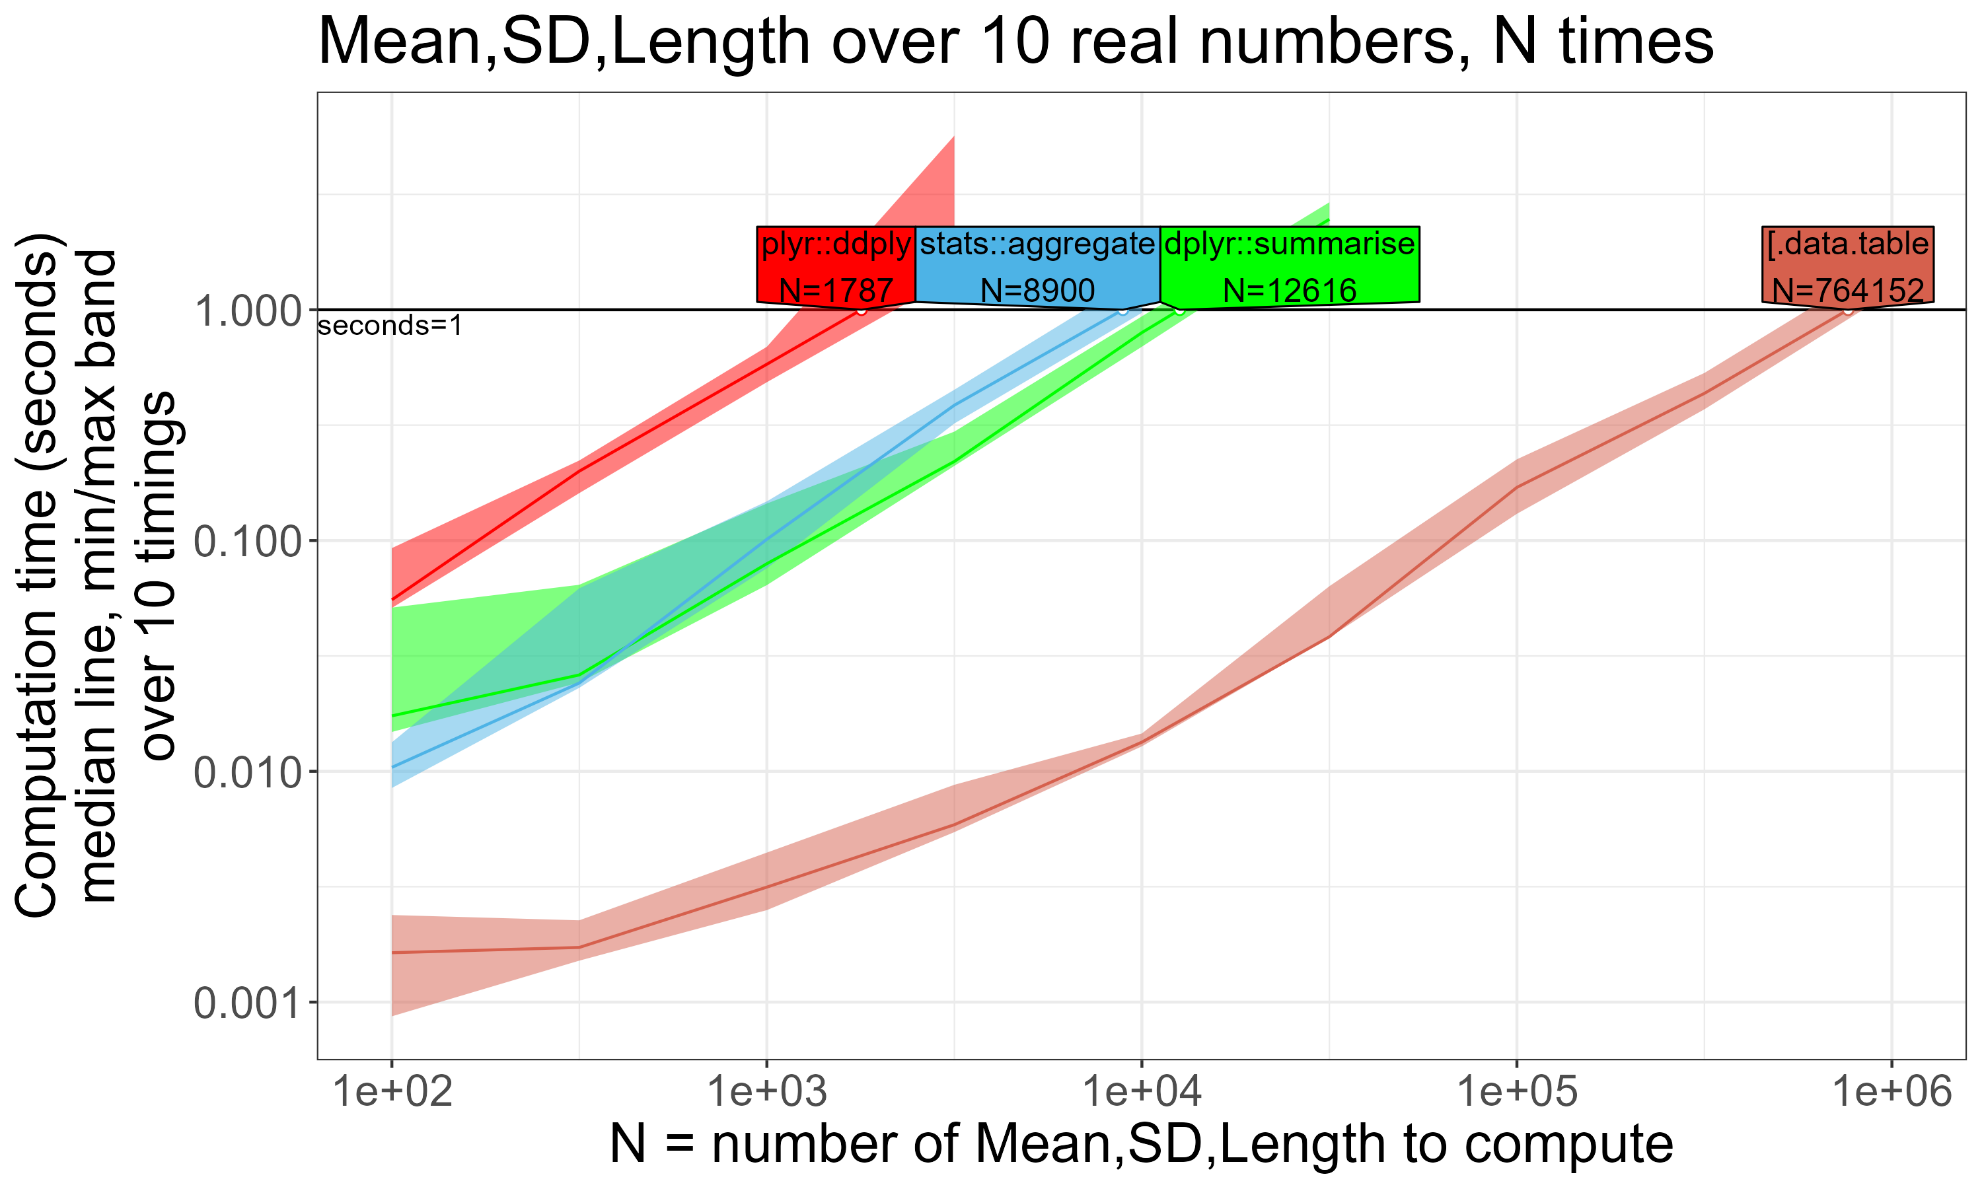 Mean,SD,Length over 10 real numbers, N times
Computation time (seconds)
median line, min/max band
over 10 timings
1.000
0.100
0.010
0.001
seconds=1
plyr::ddply
N=1787
stats::aggregate
N=8900
dplyr::summarise
N=12616
[.data.table
N=764152
1e+02
1e+03
1e+04
1e+05
1e+06
N = number of Mean,SD,Length to compute